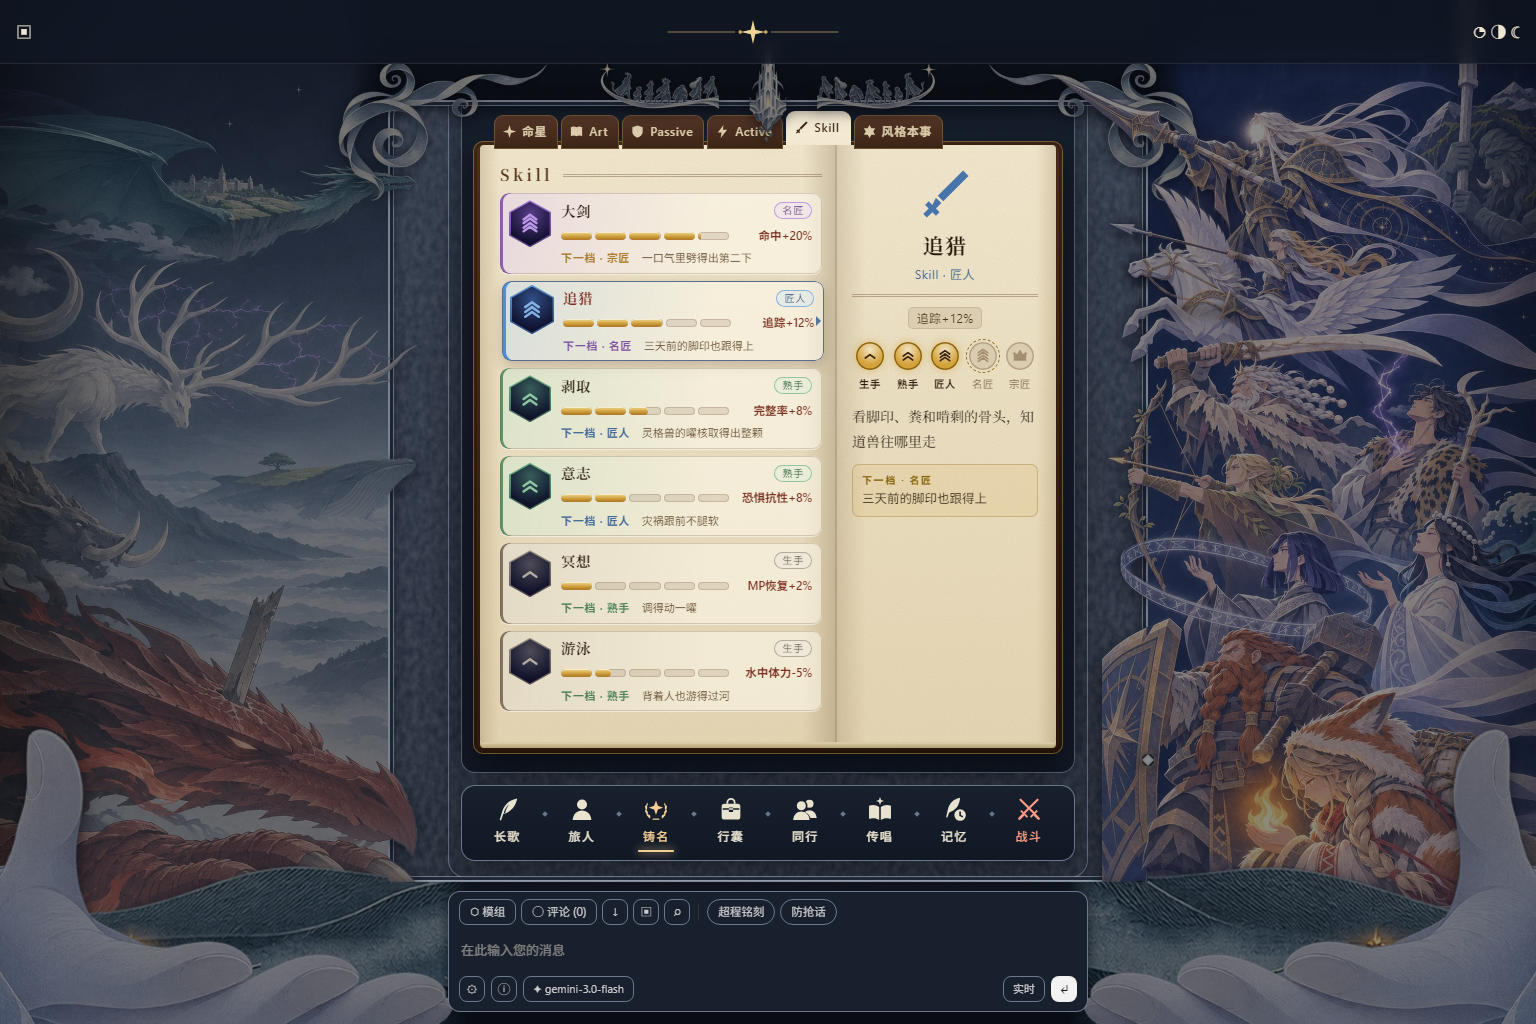 命星
Art
Passive
Active
Skill
风格本事
Skill
大剑
名匠
命中+20%
下一档 · 宗匠 一口气里劈得出第二下
追猎
匠人
追踪+12%
下一档 · 名匠 三天前的脚印也跟得上
剥取
熟手
完整率+8%
下一档 · 匠人 灵格兽的曜核取得出整颗
意志
熟手
恐惧抗性+8%
下一档 · 匠人 灾祸跟前不腿软
冥想
生手
MP恢复+2%
下一档 · 熟手 调得动一曜
游泳
生手
水中体力-5%
下一档 · 熟手 背着人也游得过河
追猎
Skill · 匠人
追踪+12%
生手 熟手 匠人 名匠 宗匠
看脚印、粪和啃剩的骨头，知
道兽往哪里走
下一档 · 名匠
三天前的脚印也跟得上
长歌
旅人
铸名
行囊
同行
传唱
记忆
战斗
模组
评论 (0)
超程铭刻
防抢话
在此输入您的消息
gemini-3.0-flash
实时